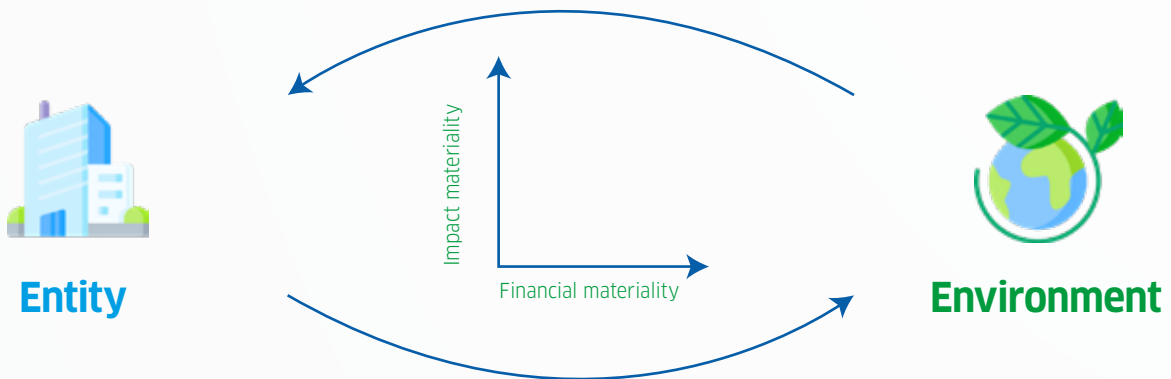 Impact materiality
Financial materiality
Entity
Environment